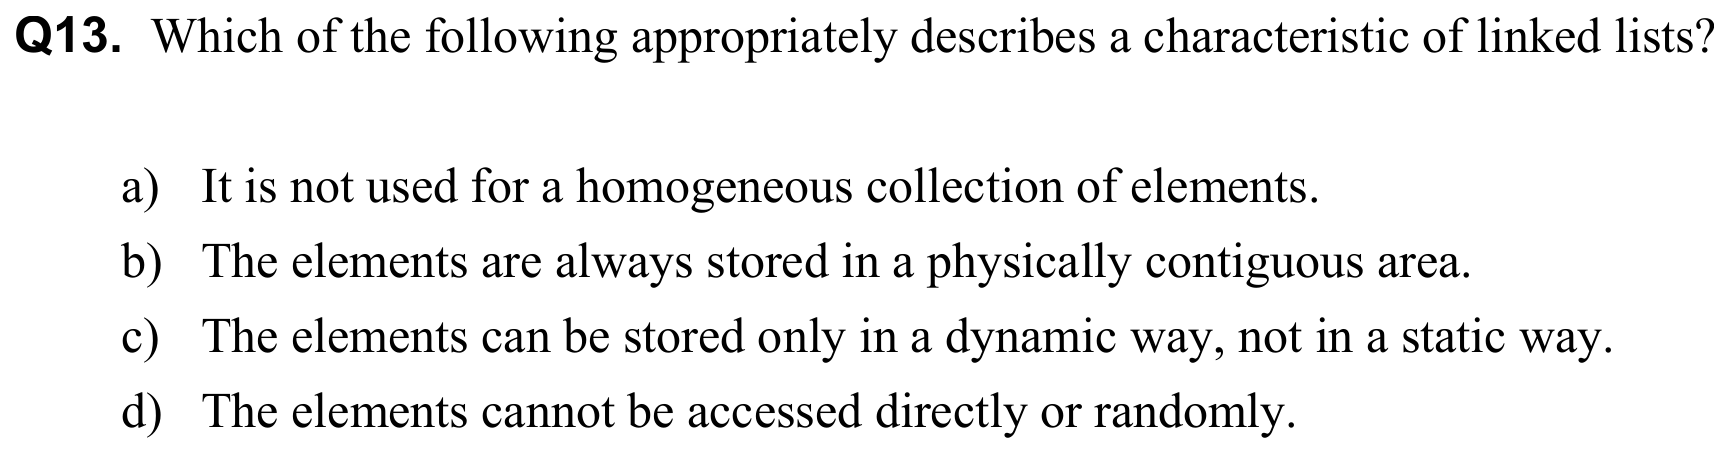 Q13. Which of the following appropriately describes a characteristic of linked lists?
a) It is not used for a homogeneous collection of elements.
b) The elements are always stored in a physically contiguous area.
c) The elements can be stored only in a dynamic way, not in a static way.
d) The elements cannot be accessed directly or randomly.